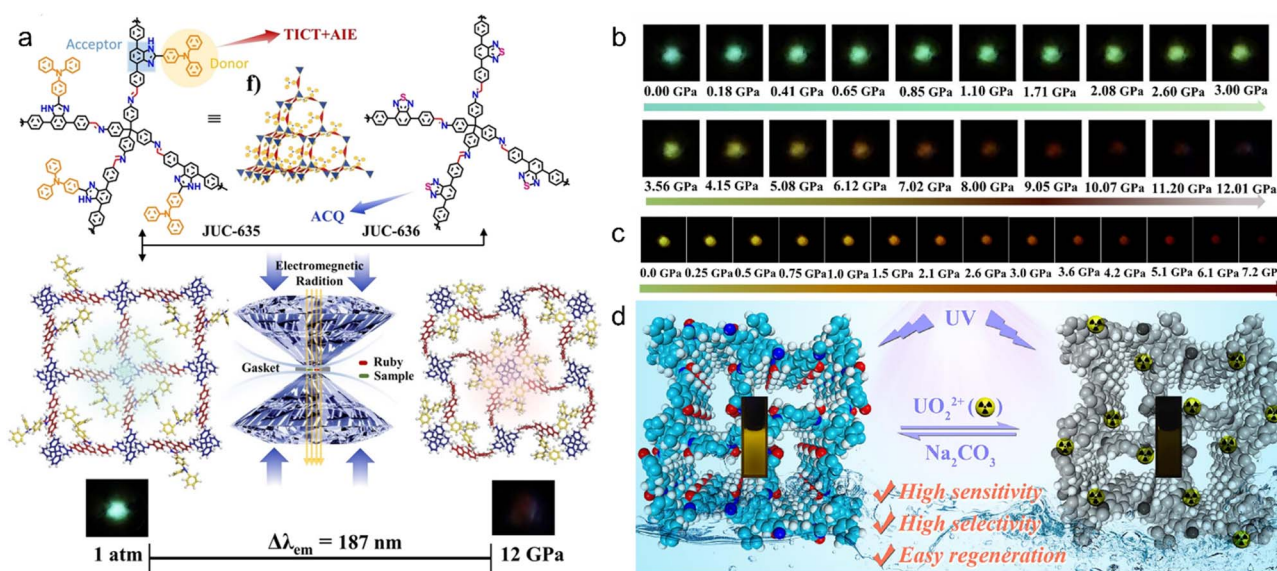 a
Acceptor
TICT+AIE
Donor
f)
ACQ
JUC-635
JUC-636
Electromagnetic
Radition
Gasket
Ruby
Sample
1 atm
Δλem = 187 nm
12 GPa
b
0.00 GPa 0.18 GPa 0.41 GPa 0.65 GPa 0.85 GPa 1.10 GPa 1.71 GPa 2.08 GPa 2.60 GPa 3.00 GPa
3.56 GPa 4.15 GPa 5.08 GPa 6.12 GPa 7.02 GPa 8.00 GPa 9.05 GPa 10.07 GPa 11.20 GPa 12.01 GPa
c
0.0 GPa 0.25 GPa 0.5 GPa 0.75 GPa 1.0 GPa 1.5 GPa 2.1 GPa 2.6 GPa 3.0 GPa 3.6 GPa 4.2 GPa 5.1 GPa 6.1 GPa 7.2 GPa
d
UV
UO₂²⁺ (☢)
Na₂CO₃
✓ High sensitivity
✓ High selectivity
✓ Easy regeneration